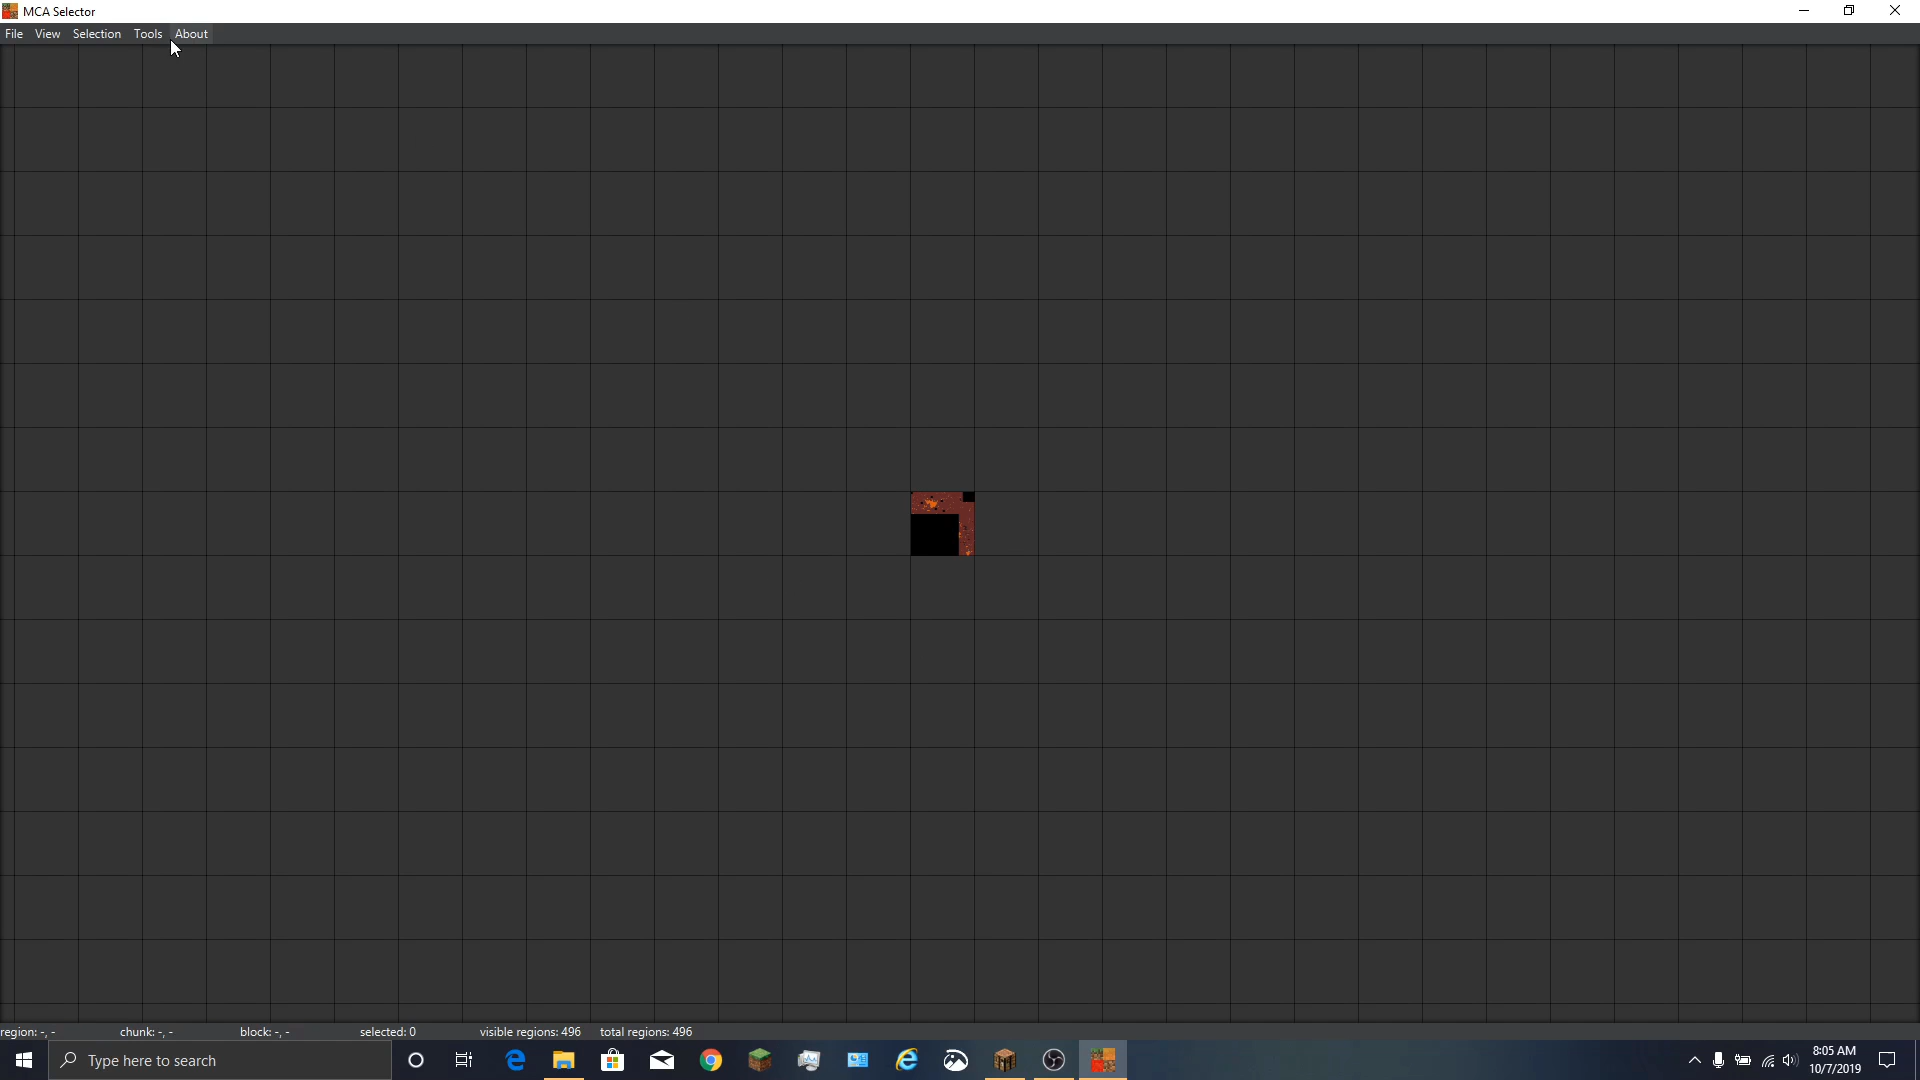 MCA Selector
File View Selection Tools About
region: -, - chunk: -, - block: -, - selected: 0 visible regions: 496 total regions: 496
Type here to search
8:05 AM
10/7/2019